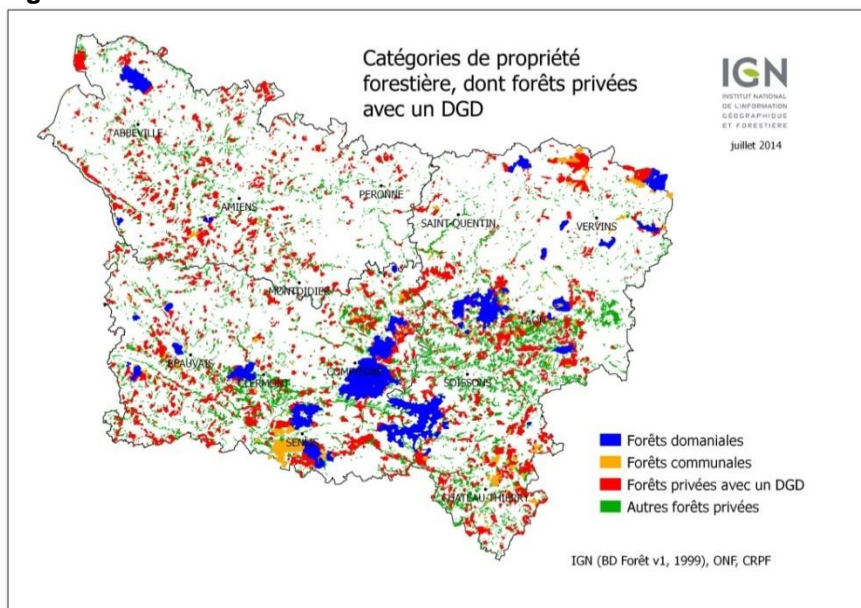 Catégories de propriété
forestière, dont forêts privées
avec un DGD
IGN
INSTITUT NATIONAL
DE L'INFORMATION
GÉOGRAPHIQUE
ET FORESTIÈRE
juillet 2014
ABBEVILLE
PERONNE
AMIENS
SAINT-QUENTIN
VERVINS
MONTDIDIER
LAON
BEAUVAIS
COMPIEGNE
CLERMONT
SOISSONS
SENLIS
CHATEAU-THIERRY
Forêts domaniales
Forêts communales
Forêts privées avec un DGD
Autres forêts privées
IGN (BD Forêt v1, 1999), ONF, CRPF